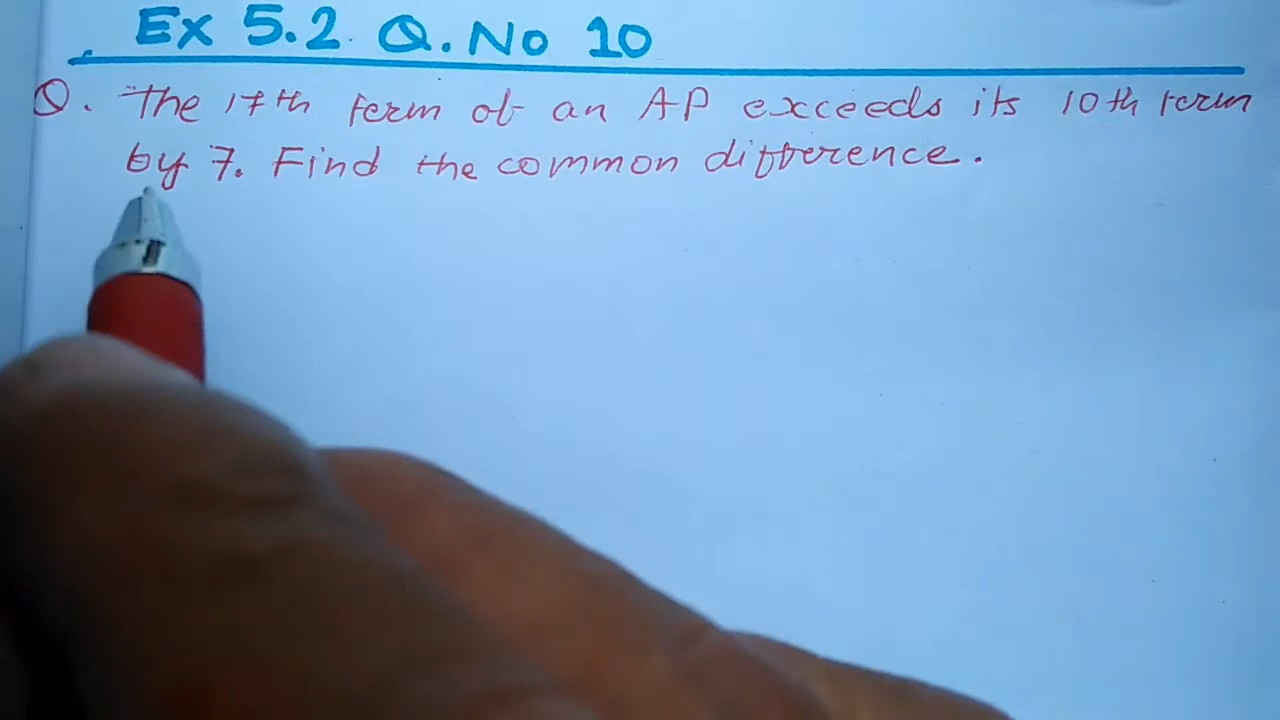 Ex 5.2 Q. No 10
Q. The 17th term of an AP exceeds its 10th term
by 7. Find the common difference.